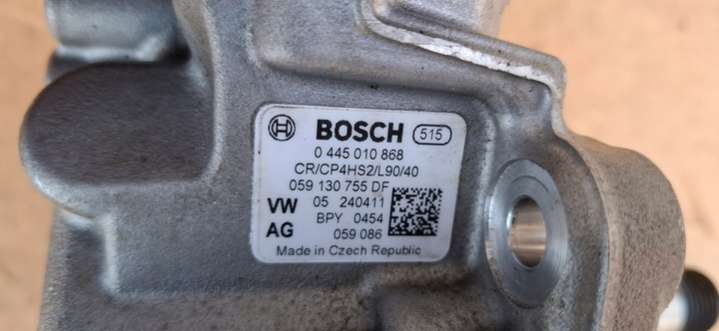 BOSCH 515
0 445 010 868
CR/CP4HS2/L90/40
059 130 755 DF
VW 05 240411
BPY 0454
AG 059 086
Made in Czech Republic